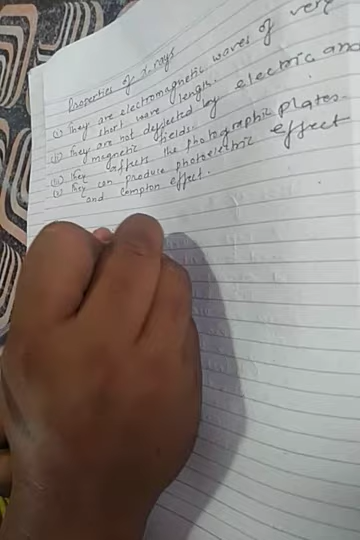 Properties of X-rays
(i) They are electromagnetic waves of very
short wave length.
(ii) They are not deflected by electric and
magnetic fields.
(iii) They affects the photographic plates.
(v) They can produce photoelectric effect
and compton effect.